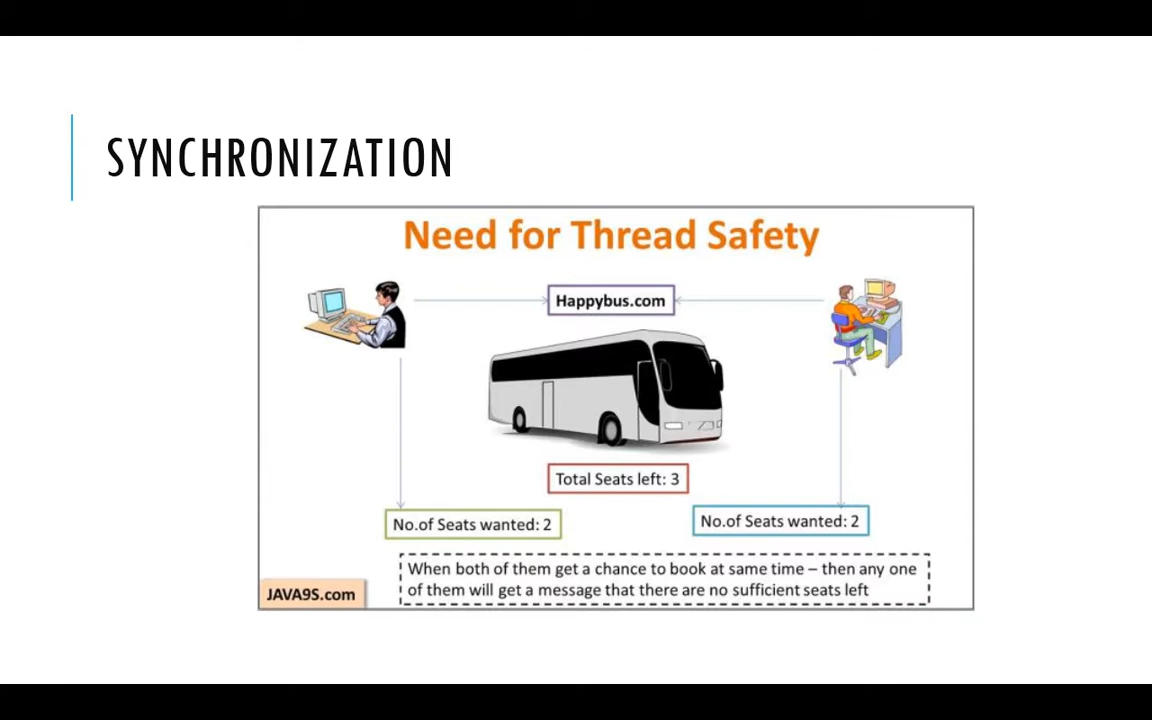 SYNCHRONIZATION
Need for Thread Safety
Happybus.com
Total Seats left: 3
No.of Seats wanted: 2
No.of Seats wanted: 2
When both of them get a chance to book at same time – then any one
of them will get a message that there are no sufficient seats left
JAVA9S.com